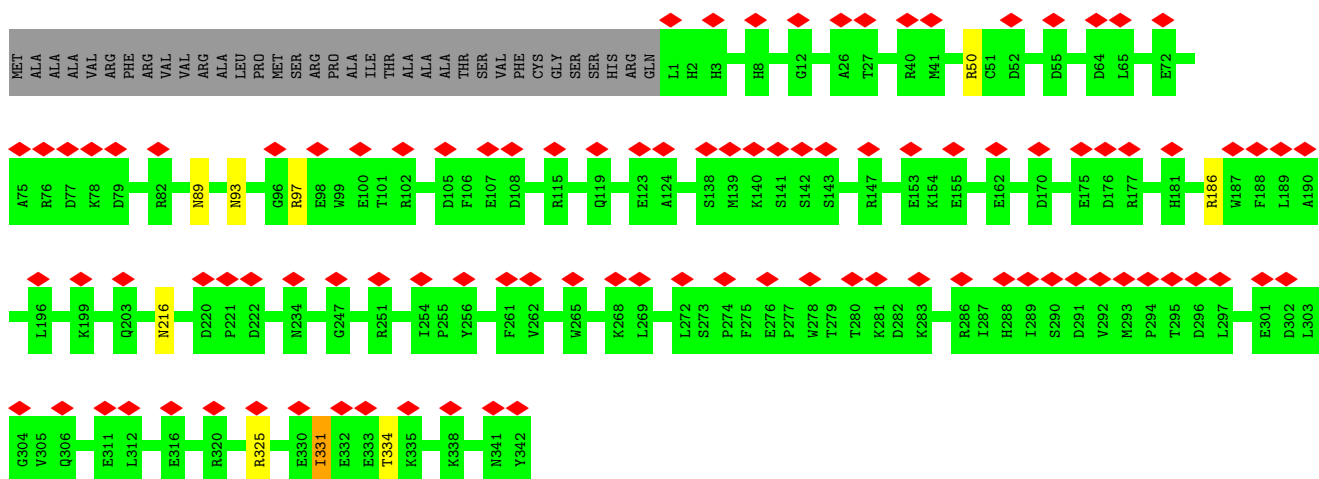 MET ALA ALA ALA VAL ARG PHE ARG VAL VAL ARG ALA LEU PRO MET SER ARG PRO ALA ILE THR ALA ALA ALA THR SER VAL PHE CYS GLY SER SER HIS ARG GLN L1 H2 H3 H8 G12 A26 T27 R40 M41 R50 C51 D52 D55 D64 L65 E72
A75 R76 D77 K78 D79 R82 N89 N93 G96 R97 E98 W99 E100 T101 R102 D105 F106 E107 D108 R115 Q119 E123 A124 S138 M139 K140 S141 S142 S143 R147 E153 K154 E155 E162 D170 E175 D176 R177 H181 R186 W187 F188 L189 A190
L196 K199 Q203 N216 D220 P221 D222 N234 G247 R251 I254 P255 Y256 F261 V262 W265 K268 L269 L272 S273 P274 F275 E276 P277 W278 T279 T280 K281 D282 K283 R286 I287 H288 I289 S290 D291 V292 M293 P294 T295 D296 L297 E301 D302 L303
G304 V305 Q306 E311 L312 E316 R320 R325 E330 I331 E332 E333 T334 K335 K338 N341 Y342